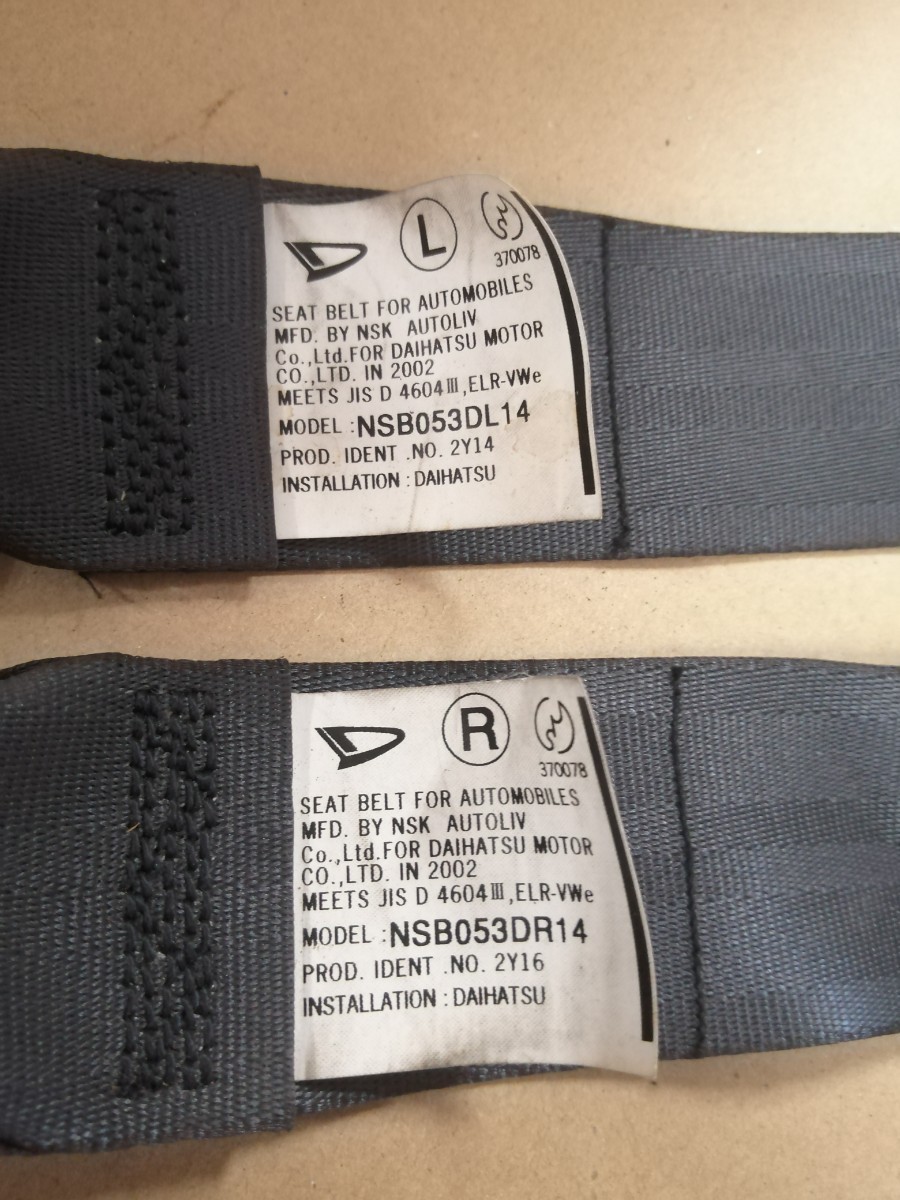 L
370078
SEAT BELT FOR AUTOMOBILES
MFD. BY NSK AUTOLIV
Co.,Ltd.FOR DAIHATSU MOTOR
CO.,LTD. IN 2002
MEETS JIS D 4604Ⅲ,ELR-VWe
MODEL :NSB053DL14
PROD. IDENT .NO. 2Y14
INSTALLATION : DAIHATSU
R
370078
SEAT BELT FOR AUTOMOBILES
MFD. BY NSK AUTOLIV
Co.,Ltd.FOR DAIHATSU MOTOR
CO.,LTD. IN 2002
MEETS JIS D 4604Ⅲ,ELR-VWe
MODEL :NSB053DR14
PROD. IDENT .NO. 2Y16
INSTALLATION : DAIHATSU